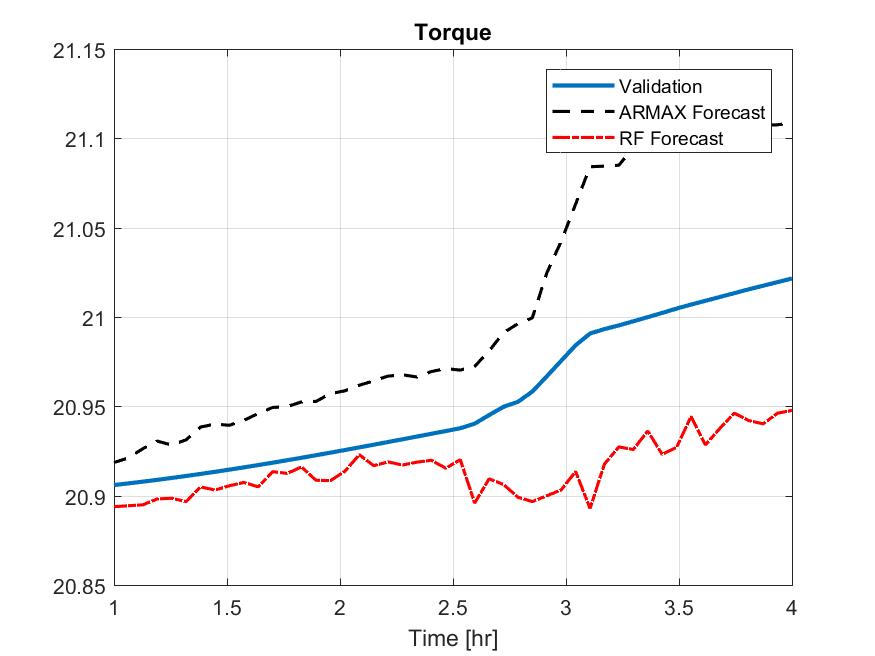 Torque
21.15
21.1
21.05
21
20.95
20.9
20.85
Validation
ARMAX Forecast
RF Forecast
1 1.5 2 2.5 3 3.5 4
Time [hr]